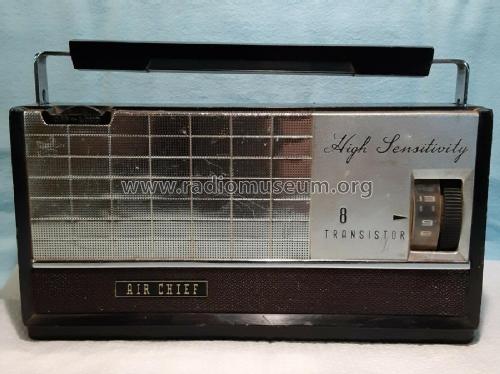 High Sensitivity
www.radiomuseum.org
8
TRANSISTOR
AIR CHIEF